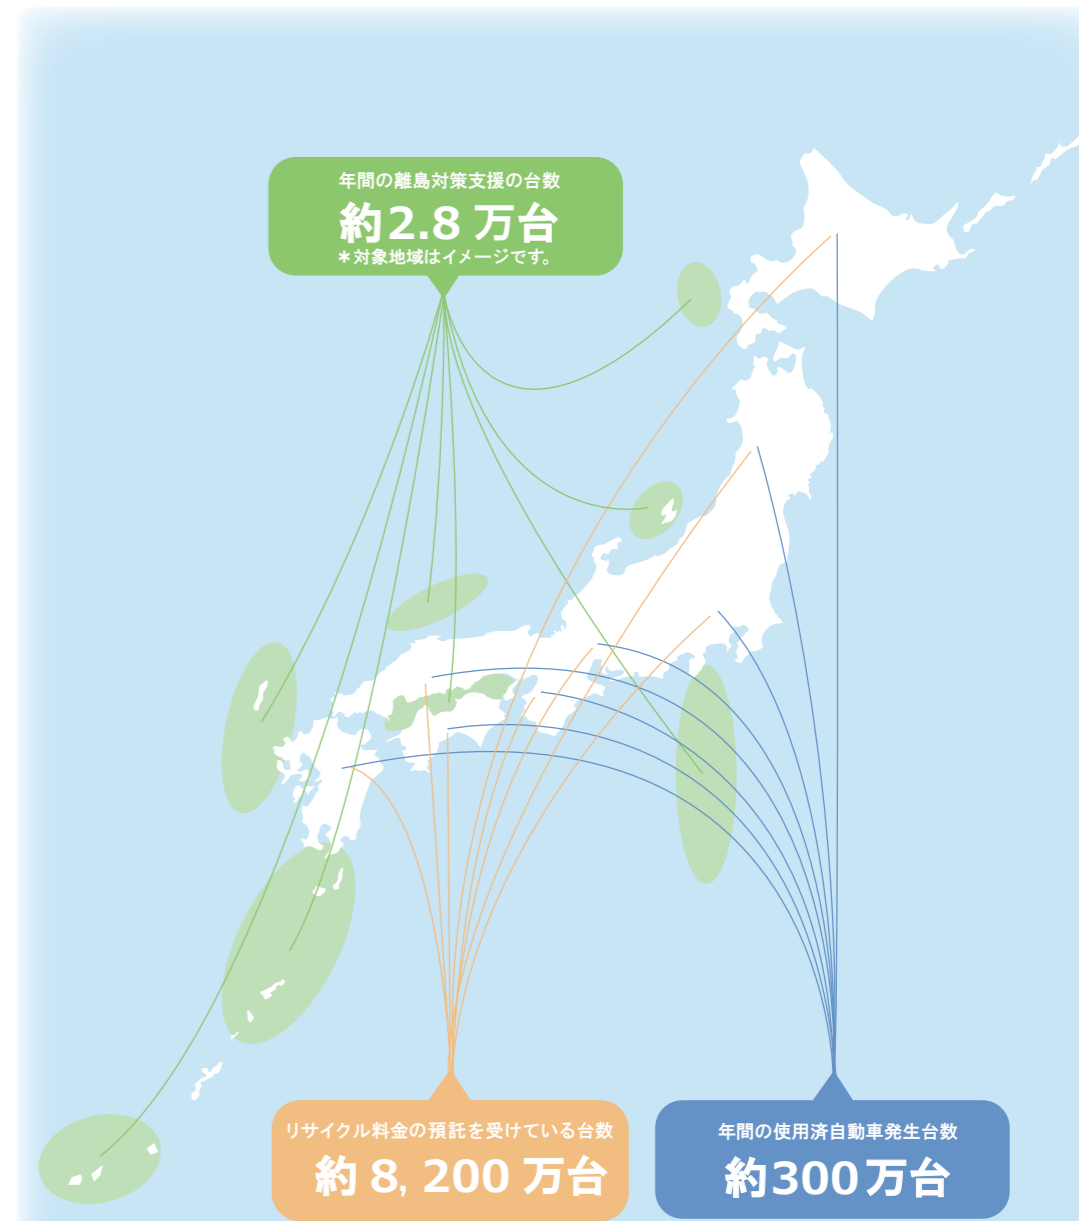 年間の離島対策支援の台数
約2.8 万台
＊対象地域はイメージです。
リサイクル料金の預託を受けている台数
約 8, 200 万台
年間の使用済自動車発生台数
約300万台